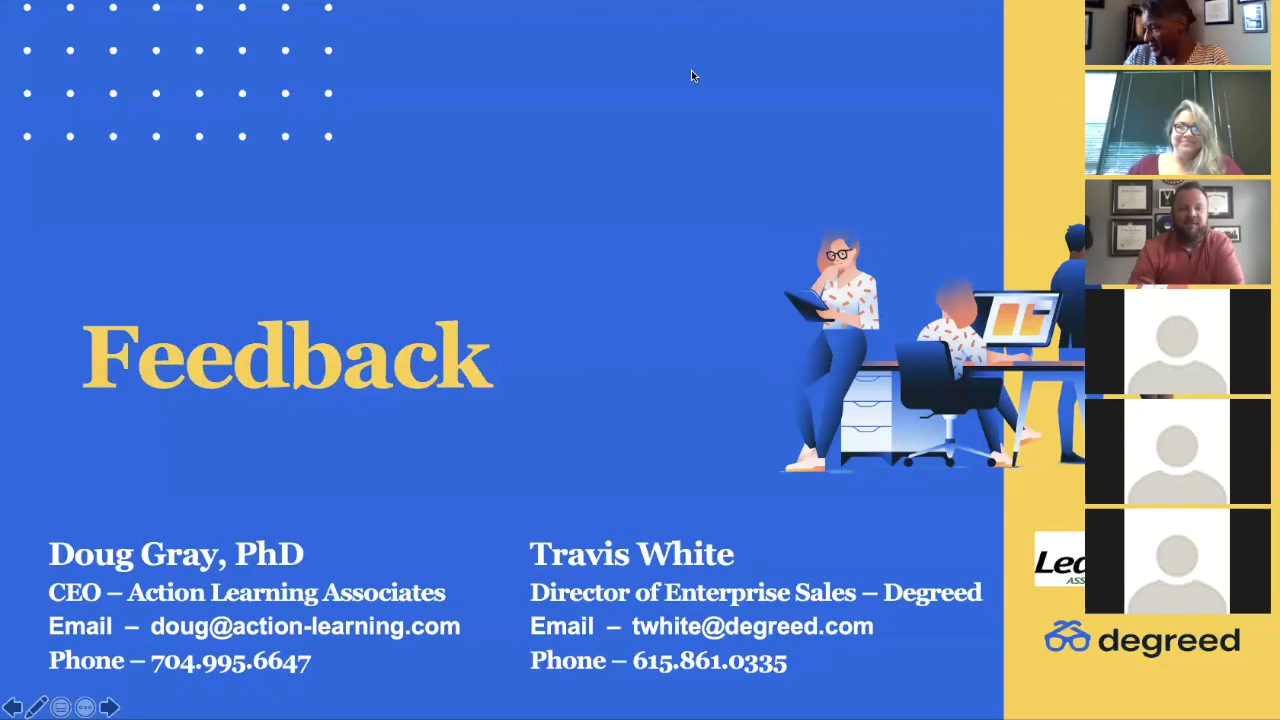 Feedback
Doug Gray, PhD
CEO – Action Learning Associates
Email – doug@action-learning.com
Phone – 704.995.6647
Travis White
Director of Enterprise Sales – Degreed
Email – twhite@degreed.com
Phone – 615.861.0335
degreed